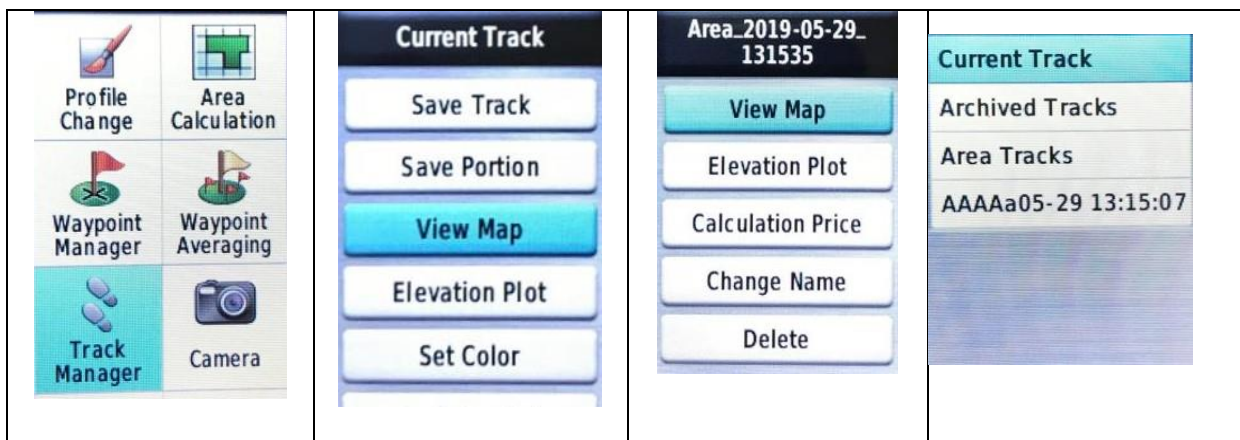 Profile
Change
Area
Calculation
Waypoint
Manager
Waypoint
Averaging
Track
Manager
Camera
Current Track
Save Track
Save Portion
View Map
Elevation Plot
Set Color
Area_2019-05-29_
131535
View Map
Elevation Plot
Calculation Price
Change Name
Delete
Current Track
Archived Tracks
Area Tracks
AAAAa05-29 13:15:07